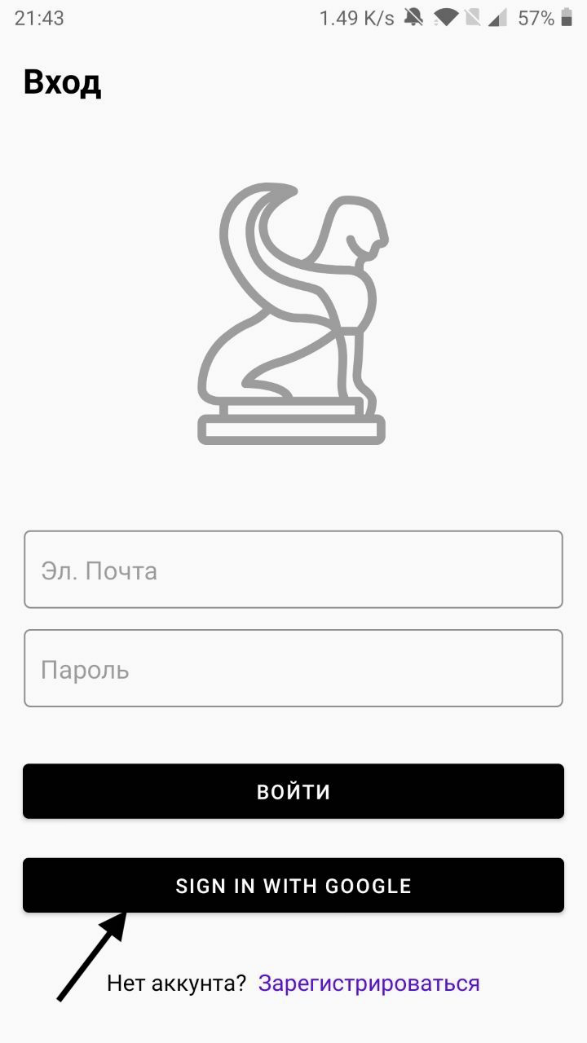 21:43 1.49 K/s 57%
Вход
Эл. Почта
Пароль
ВОЙТИ
SIGN IN WITH GOOGLE
Нет аккунта? Зарегистрироваться